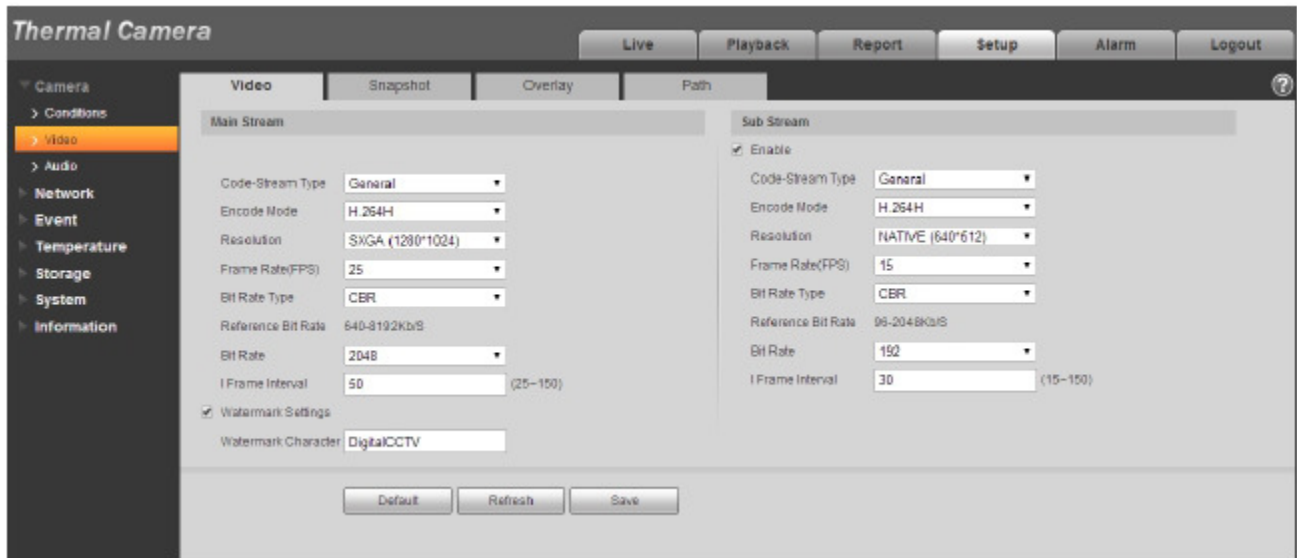 Thermal Camera
Live Playback Report Setup Alarm Logout
Camera
Conditions
Video
Audio
Network
Event
Temperature
Storage
System
Information
Video Snapshot Overlay Path
Main Stream
Code-Stream Type General
Encode Mode H.264H
Resolution SXGA (1280*1024)
Frame Rate(FPS) 25
Bit Rate Type CBR
Reference Bit Rate 640-8192Kb/S
Bit Rate 2048
I Frame Interval 50 (25~150)
Watermark Settings
Watermark Character DigitalCCTV
Sub Stream
Enable
Code-Stream Type General
Encode Mode H.264H
Resolution NATIVE (640*512)
Frame Rate(FPS) 15
Bit Rate Type CBR
Reference Bit Rate 96-2048Kb/S
Bit Rate 192
I Frame Interval 30 (15~150)
Default Refresh Save